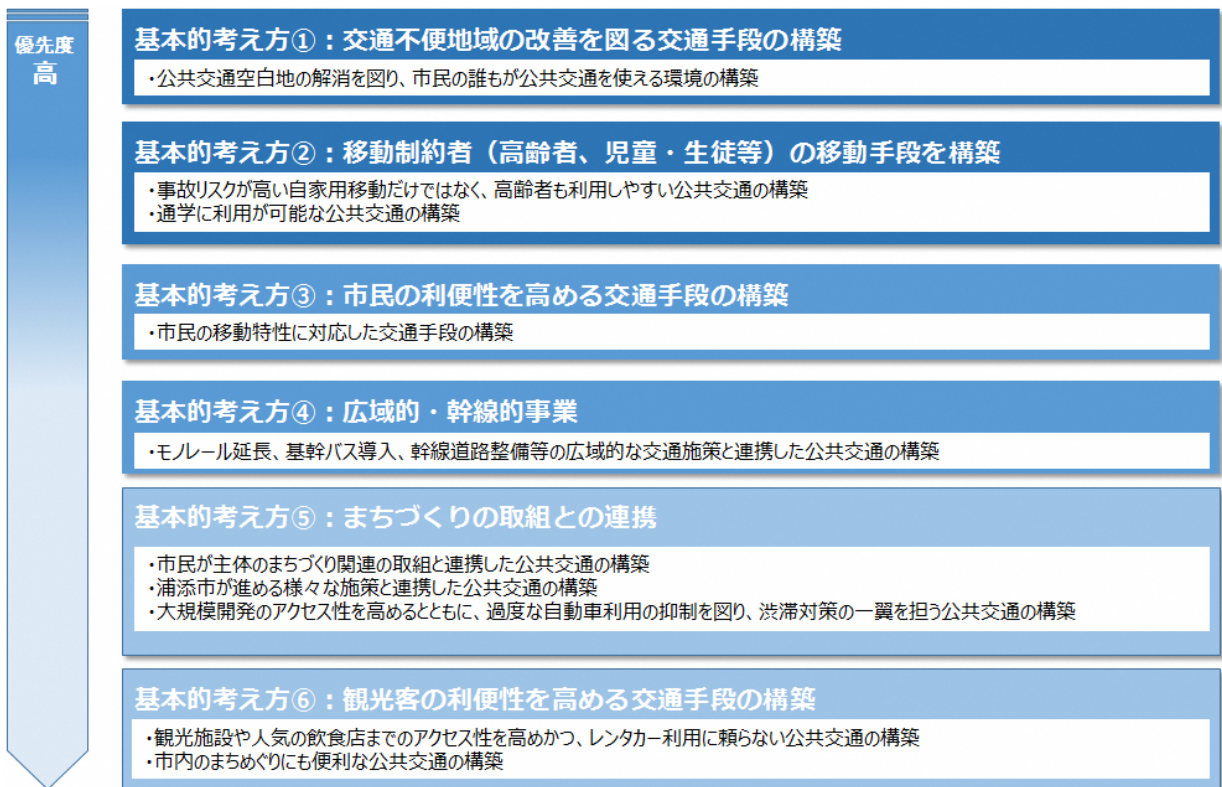 優先度
高
基本的考え方①:交通不便地域の改善を図る交通手段の構築
・公共交通空白地の解消を図り、市民の誰もが公共交通を使える環境の構築
基本的考え方②:移動制約者(高齢者、児童・生徒等)の移動手段を構築
・事故リスクが高い自家用移動だけではなく、高齢者も利用しやすい公共交通の構築
・通学に利用が可能な公共交通の構築
基本的考え方③:市民の利便性を高める交通手段の構築
・市民の移動特性に対応した交通手段の構築
基本的考え方④:広域的・幹線的事業
・モノレール延長、基幹バス導入、幹線道路整備等の広域的な交通施策と連携した公共交通の構築
基本的考え方⑤:まちづくりの取組との連携
・市民が主体のまちづくり関連の取組と連携した公共交通の構築
・浦添市が進める様々な施策と連携した公共交通の構築
・大規模開発のアクセス性を高めるとともに、過度な自動車利用の抑制を図り、渋滞対策の一翼を担う公共交通の構築
基本的考え方⑥:観光客の利便性を高める交通手段の構築
・観光施設や人気の飲食店までのアクセス性を高めかつ、レンタカー利用に頼らない公共交通の構築
・市内のまちめぐりにも便利な公共交通の構築